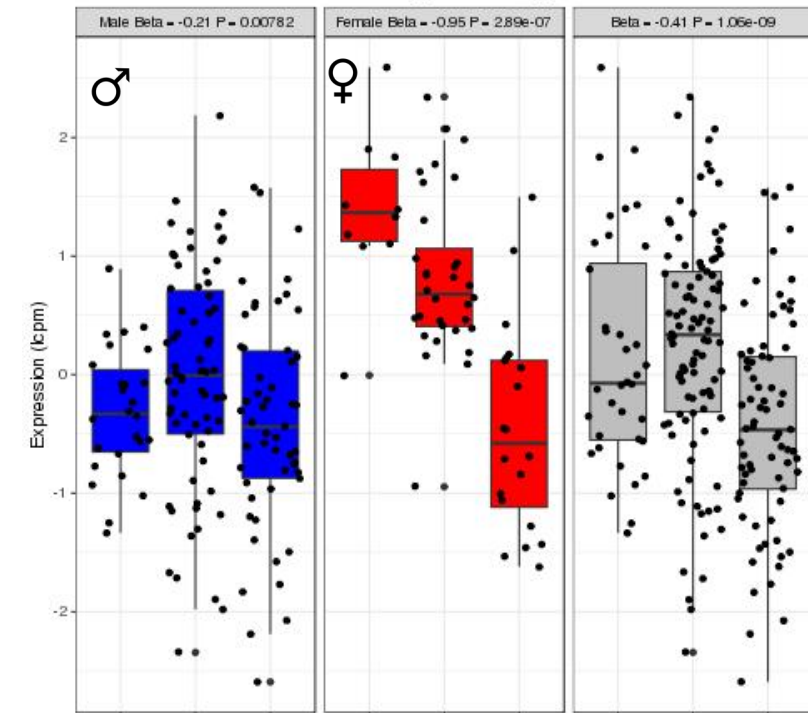 Male Beta = -0.21 P = 0.00782
Female Beta = -0.95 P = 2.89e-07
Beta = -0.41 P = 1.06e-09
♂
♀
Expression (lcpm)
2
1
0
-1
-2